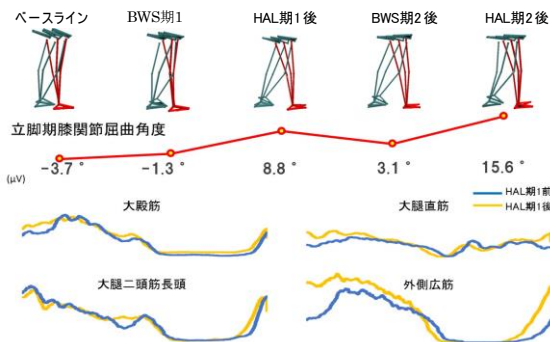 ベースライン BWS期1 HAL期1後 BWS期2後 HAL期2後
立脚期膝関節屈曲角度
-3.7° -1.3° 8.8° 3.1° 15.6°
(μV)
HAL期1前
HAL期1後
大殿筋 大腿直筋
大腿二頭筋長頭 外側広筋